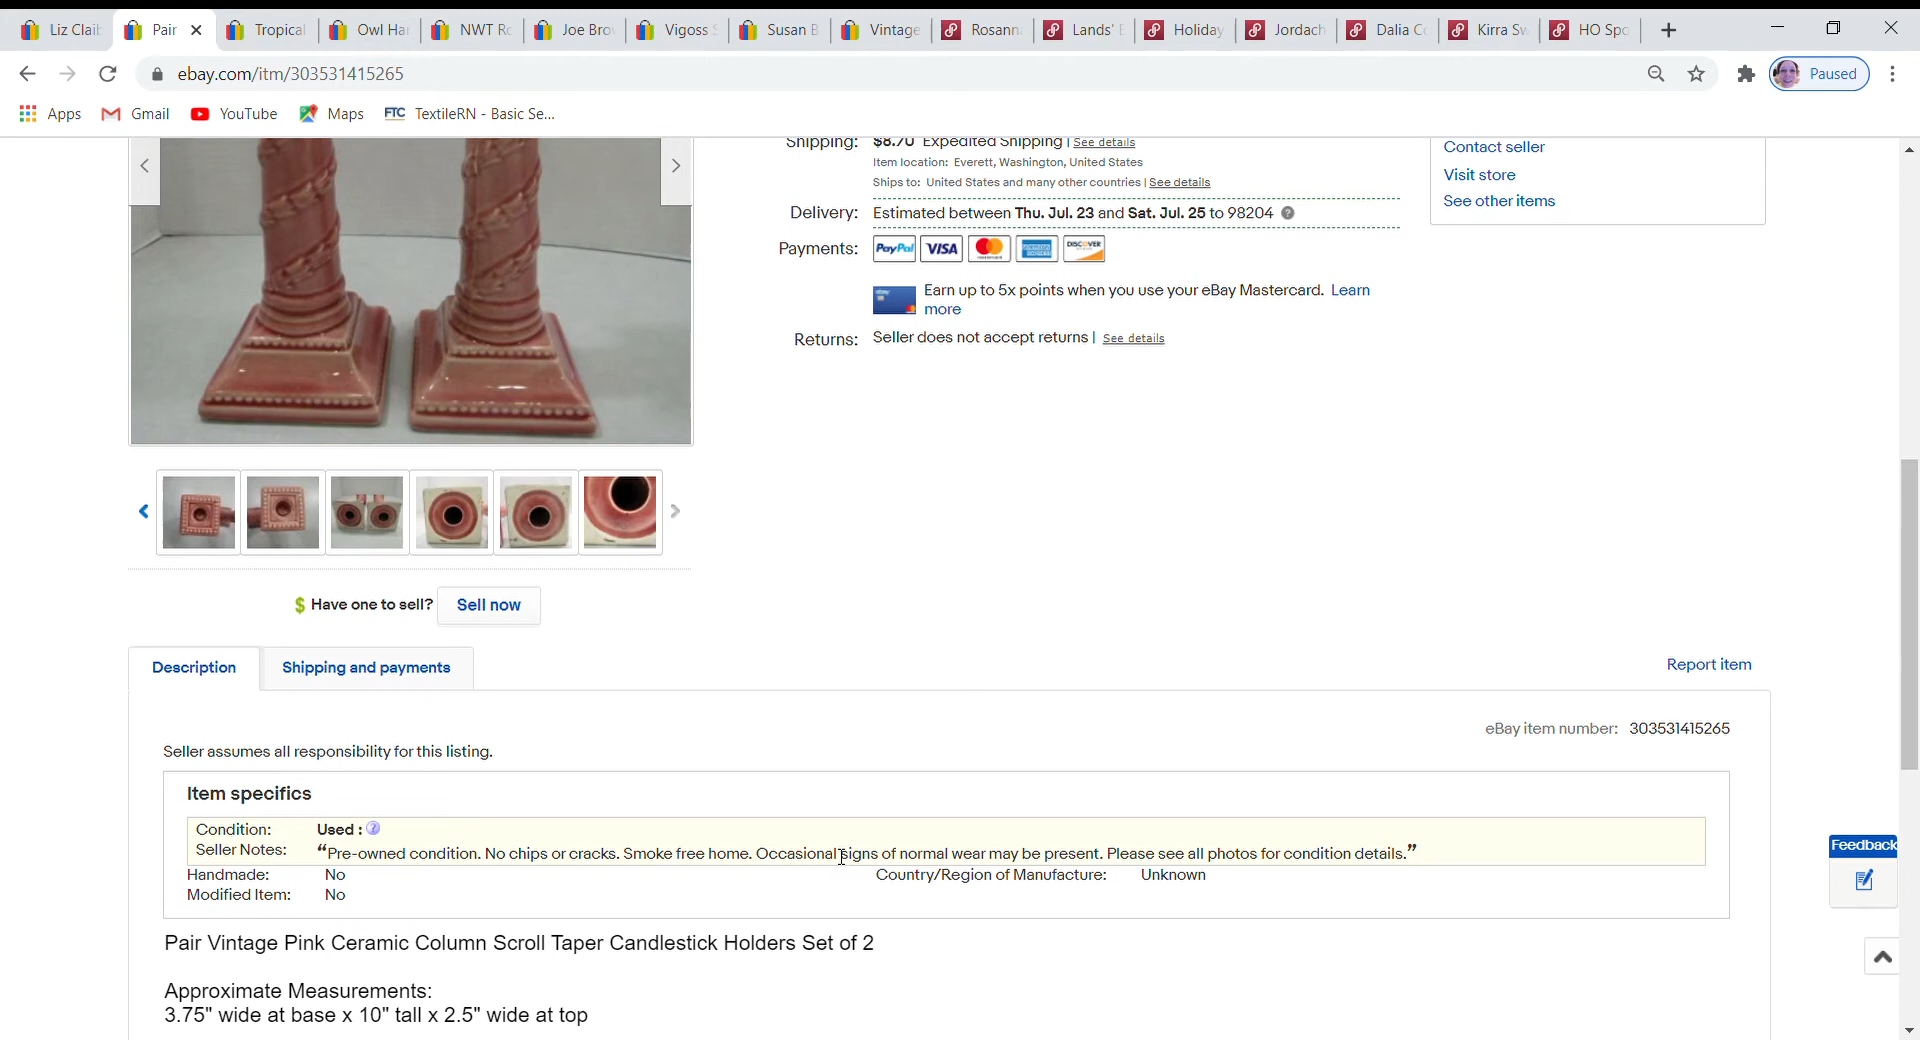 Liz Claib
Pair
Tropical
Owl Ha
NWT Ro
Joe Bro
Vigoss S
Susan B
Vintage
Rosann
Lands' E
Holiday
Jordach
Dalia Co
Kirra Sw
HO Spo
ebay.com/itm/303531415265
Paused
Apps
Gmail
YouTube
Maps
FTC TextileRN - Basic Se...
Shipping: $8.70 Expedited Shipping | See details
Item location: Everett, Washington, United States
Ships to: United States and many other countries | See details
Delivery: Estimated between Thu. Jul. 23 and Sat. Jul. 25 to 98204
Payments: PayPal VISA mastercard AMERICAN EXPRESS DISCOVER
Earn up to 5x points when you use your eBay Mastercard. Learn
more
Returns: Seller does not accept returns | See details
Contact seller
Visit store
See other items
$ Have one to sell? Sell now
Description
Shipping and payments
Report item
eBay item number: 303531415265
Seller assumes all responsibility for this listing.
Item specifics
Condition: Used :
Seller Notes: “Pre-owned condition. No chips or cracks. Smoke free home. Occasional signs of normal wear may be present. Please see all photos for condition details.”
Handmade: No Country/Region of Manufacture: Unknown
Modified Item: No
Feedback
Pair Vintage Pink Ceramic Column Scroll Taper Candlestick Holders Set of 2
Approximate Measurements:
3.75" wide at base x 10" tall x 2.5" wide at top